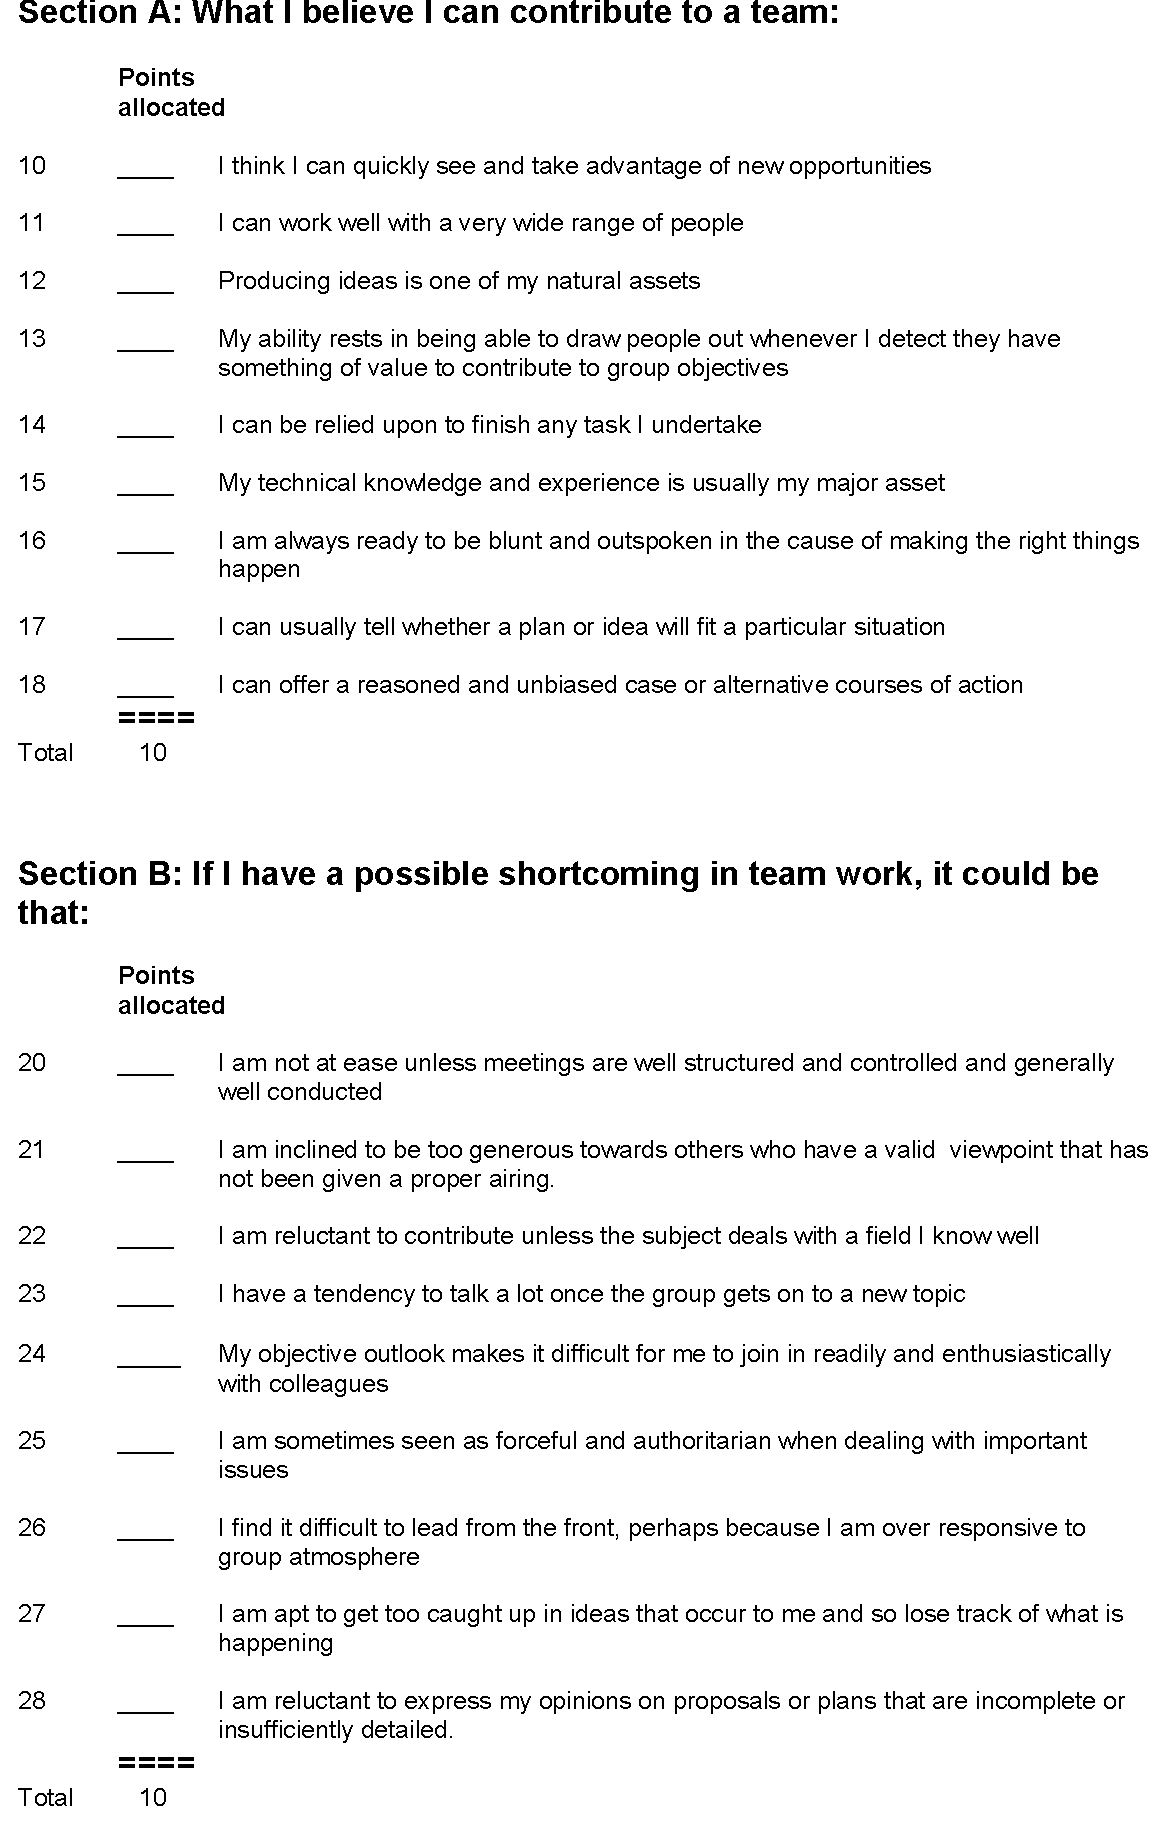 Section A: What I believe I can contribute to a team:
Points
allocated
10 ____ I think I can quickly see and take advantage of new opportunities
11 ____ I can work well with a very wide range of people
12 ____ Producing ideas is one of my natural assets
13 ____ My ability rests in being able to draw people out whenever I detect they have
something of value to contribute to group objectives
14 ____ I can be relied upon to finish any task I undertake
15 ____ My technical knowledge and experience is usually my major asset
16 ____ I am always ready to be blunt and outspoken in the cause of making the right things
happen
17 ____ I can usually tell whether a plan or idea will fit a particular situation
18 ____ I can offer a reasoned and unbiased case or alternative courses of action
====
Total 10
Section B: If I have a possible shortcoming in team work, it could be
that:
Points
allocated
20 ____ I am not at ease unless meetings are well structured and controlled and generally
well conducted
21 ____ I am inclined to be too generous towards others who have a valid  viewpoint that has
not been given a proper airing.
22 ____ I am reluctant to contribute unless the subject deals with a field I know well
23 ____ I have a tendency to talk a lot once the group gets on to a new topic
24 _____ My objective outlook makes it difficult for me to join in readily and enthusiastically
with colleagues
25 ____ I am sometimes seen as forceful and authoritarian when dealing with important
issues
26 ____ I find it difficult to lead from the front, perhaps because I am over responsive to
group atmosphere
27 ____ I am apt to get too caught up in ideas that occur to me and so lose track of what is
happening
28 ____ I am reluctant to express my opinions on proposals or plans that are incomplete or
insufficiently detailed.
====
Total 10